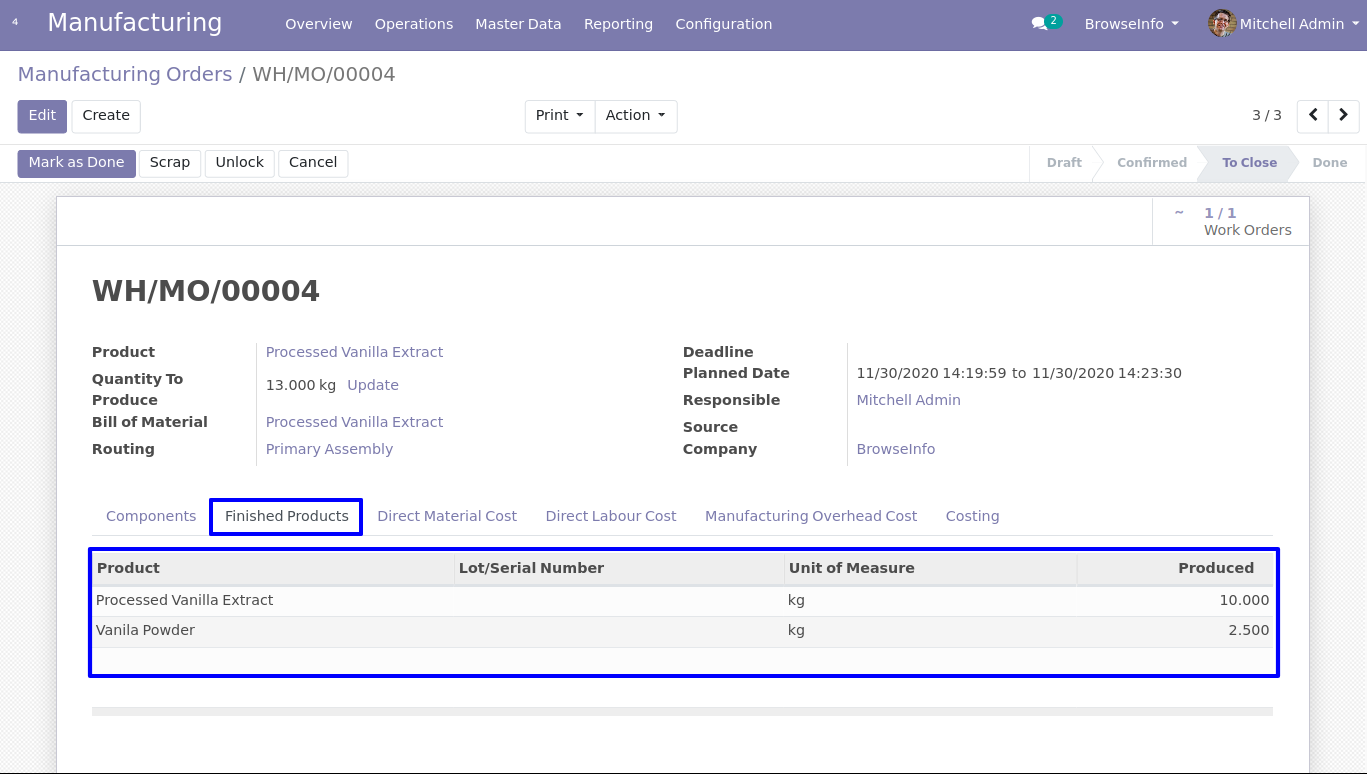 4 Manufacturing Overview Operations Master Data Reporting Configuration 2 BrowseInfo Mitchell Admin
Manufacturing Orders / WH/MO/00004
Edit Create Print Action 3 / 3
Mark as Done Scrap Unlock Cancel Draft Confirmed To Close Done
~ 1 / 1
Work Orders
WH/MO/00004
Product Processed Vanilla Extract
Quantity To
Produce 13.000 kg Update
Bill of Material Processed Vanilla Extract
Routing Primary Assembly
Deadline
Planned Date 11/30/2020 14:19:59 to 11/30/2020 14:23:30
Responsible Mitchell Admin
Source
Company BrowseInfo
Components Finished Products Direct Material Cost Direct Labour Cost Manufacturing Overhead Cost Costing
Product Lot/Serial Number Unit of Measure Produced
Processed Vanilla Extract kg 10.000
Vanila Powder kg 2.500